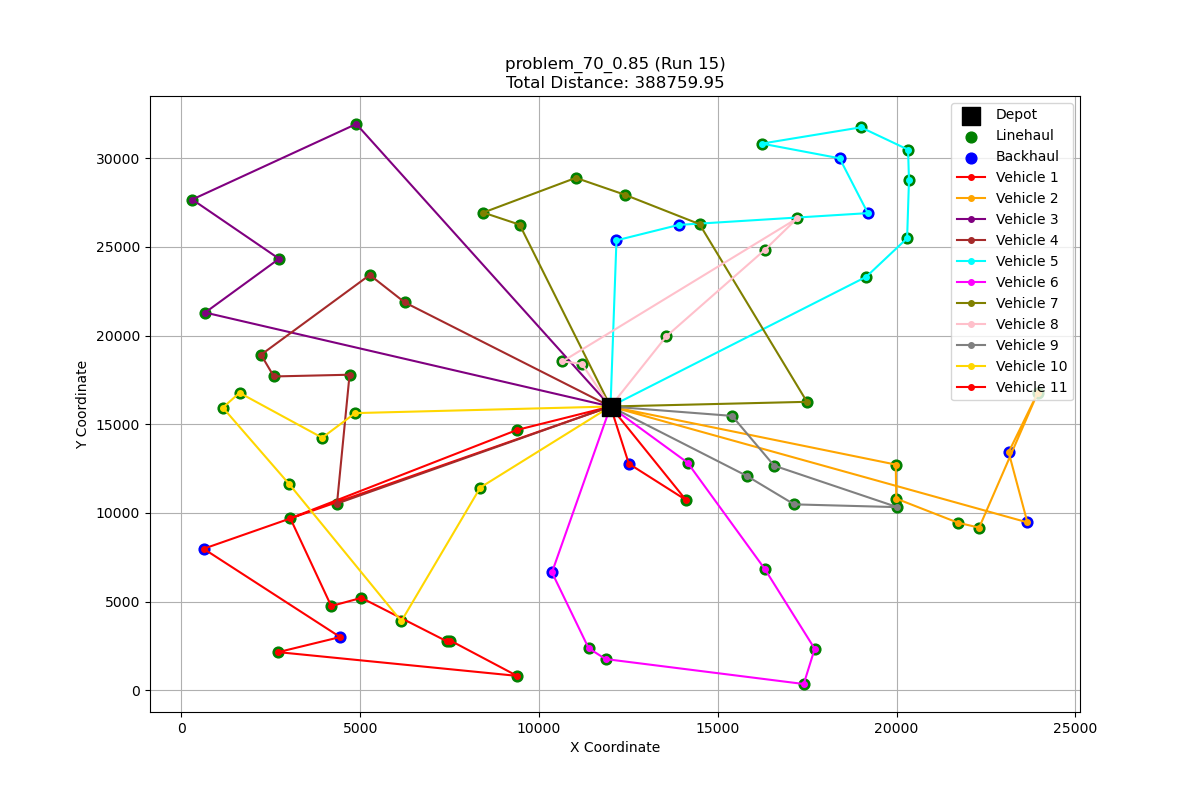 problem_70_0.85 (Run 15)
Total Distance: 388759.95
Y Coordinate
30000
25000
20000
15000
10000
5000
0
0
5000
10000
15000
20000
25000
X Coordinate
Depot
Linehaul
Backhaul
Vehicle 1
Vehicle 2
Vehicle 3
Vehicle 4
Vehicle 5
Vehicle 6
Vehicle 7
Vehicle 8
Vehicle 9
Vehicle 10
Vehicle 11